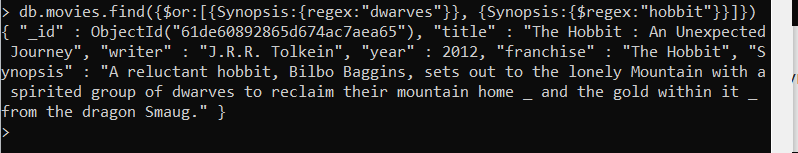 > db.movies.find({$or:[{Synopsis:{regex:"dwarves"}}, {Synopsis:{$regex:"hobbit"}}]})
{ "_id" : ObjectId("61de60892865d674ac7aea65"), "title" : "The Hobbit : An Unexpected
 Journey", "writer" : "J.R.R. Tolkein", "year" : 2012, "franchise" : "The Hobbit", "S
ynopsis" : "A reluctant hobbit, Bilbo Baggins, sets out to the lonely Mountain with a
 spirited group of dwarves to reclaim their mountain home _ and the gold within it _
from the dragon Smaug." }
>